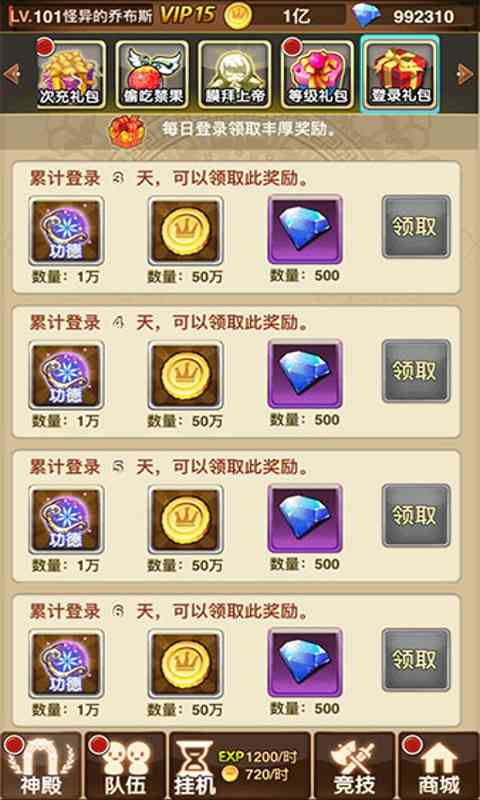 LV.101怪异的乔布斯 VIP15 1亿 992310
次充礼包 偷吃禁果 膜拜上帝 等级礼包 登录礼包
每日登录领取丰厚奖励。
累计登录 3 天，可以领取此奖励。
功德 领取
数量：1万 数量：50万 数量：500
累计登录 4 天，可以领取此奖励。
功德 领取
数量：1万 数量：50万 数量：500
累计登录 5 天，可以领取此奖励。
功德 领取
数量：1万 数量：50万 数量：500
累计登录 6 天，可以领取此奖励。
功德 领取
数量：1万 数量：50万 数量：500
EXP 1200/时
720/时
神殿 队伍 挂机 竞技 商城